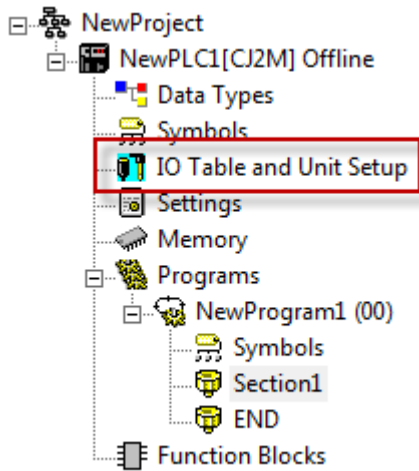 NewProject
NewPLC1[CJ2M] Offline
Data Types
Symbols
IO Table and Unit Setup
Settings
Memory
Programs
NewProgram1 (00)
Symbols
Section1
END
Function Blocks